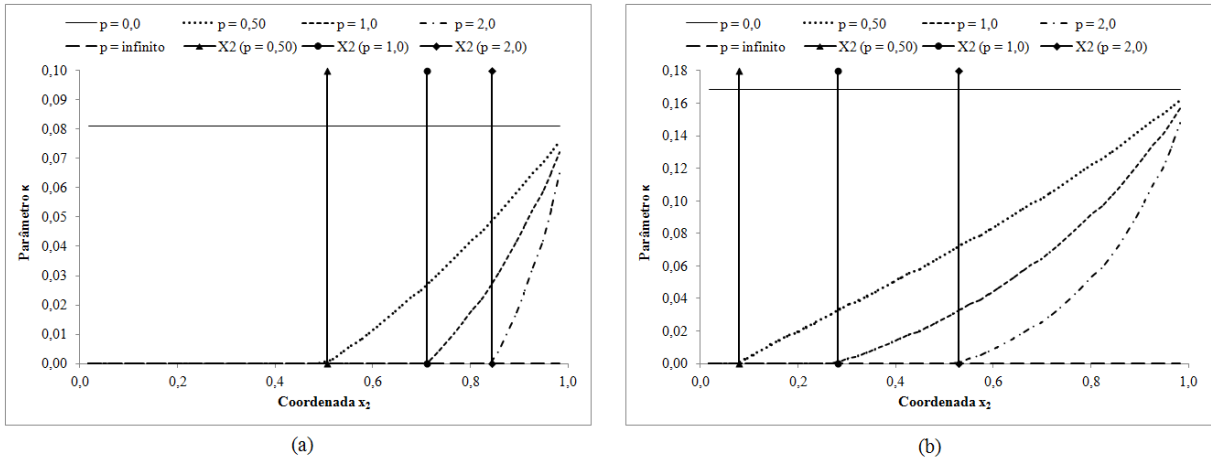 p = 0,0 p = 0,50 p = 1,0 p = 2,0
p = infinito X2 (p = 0,50) X2 (p = 1,0) X2 (p = 2,0)
0,10
0,09
0,08
0,07
0,06
0,05
0,04
0,03
0,02
0,01
0,00
Parâmetro κ
0,0 0,2 0,4 0,6 0,8 1,0
Coordenada x₂
(a)
p = 0,0 p = 0,50 p = 1,0 p = 2,0
p = infinito X2 (p = 0,50) X2 (p = 1,0) X2 (p = 2,0)
0,18
0,16
0,14
0,12
0,10
0,08
0,06
0,04
0,02
0,00
Parâmetro κ
0,0 0,2 0,4 0,6 0,8 1,0
Coordenada x₂
(b)